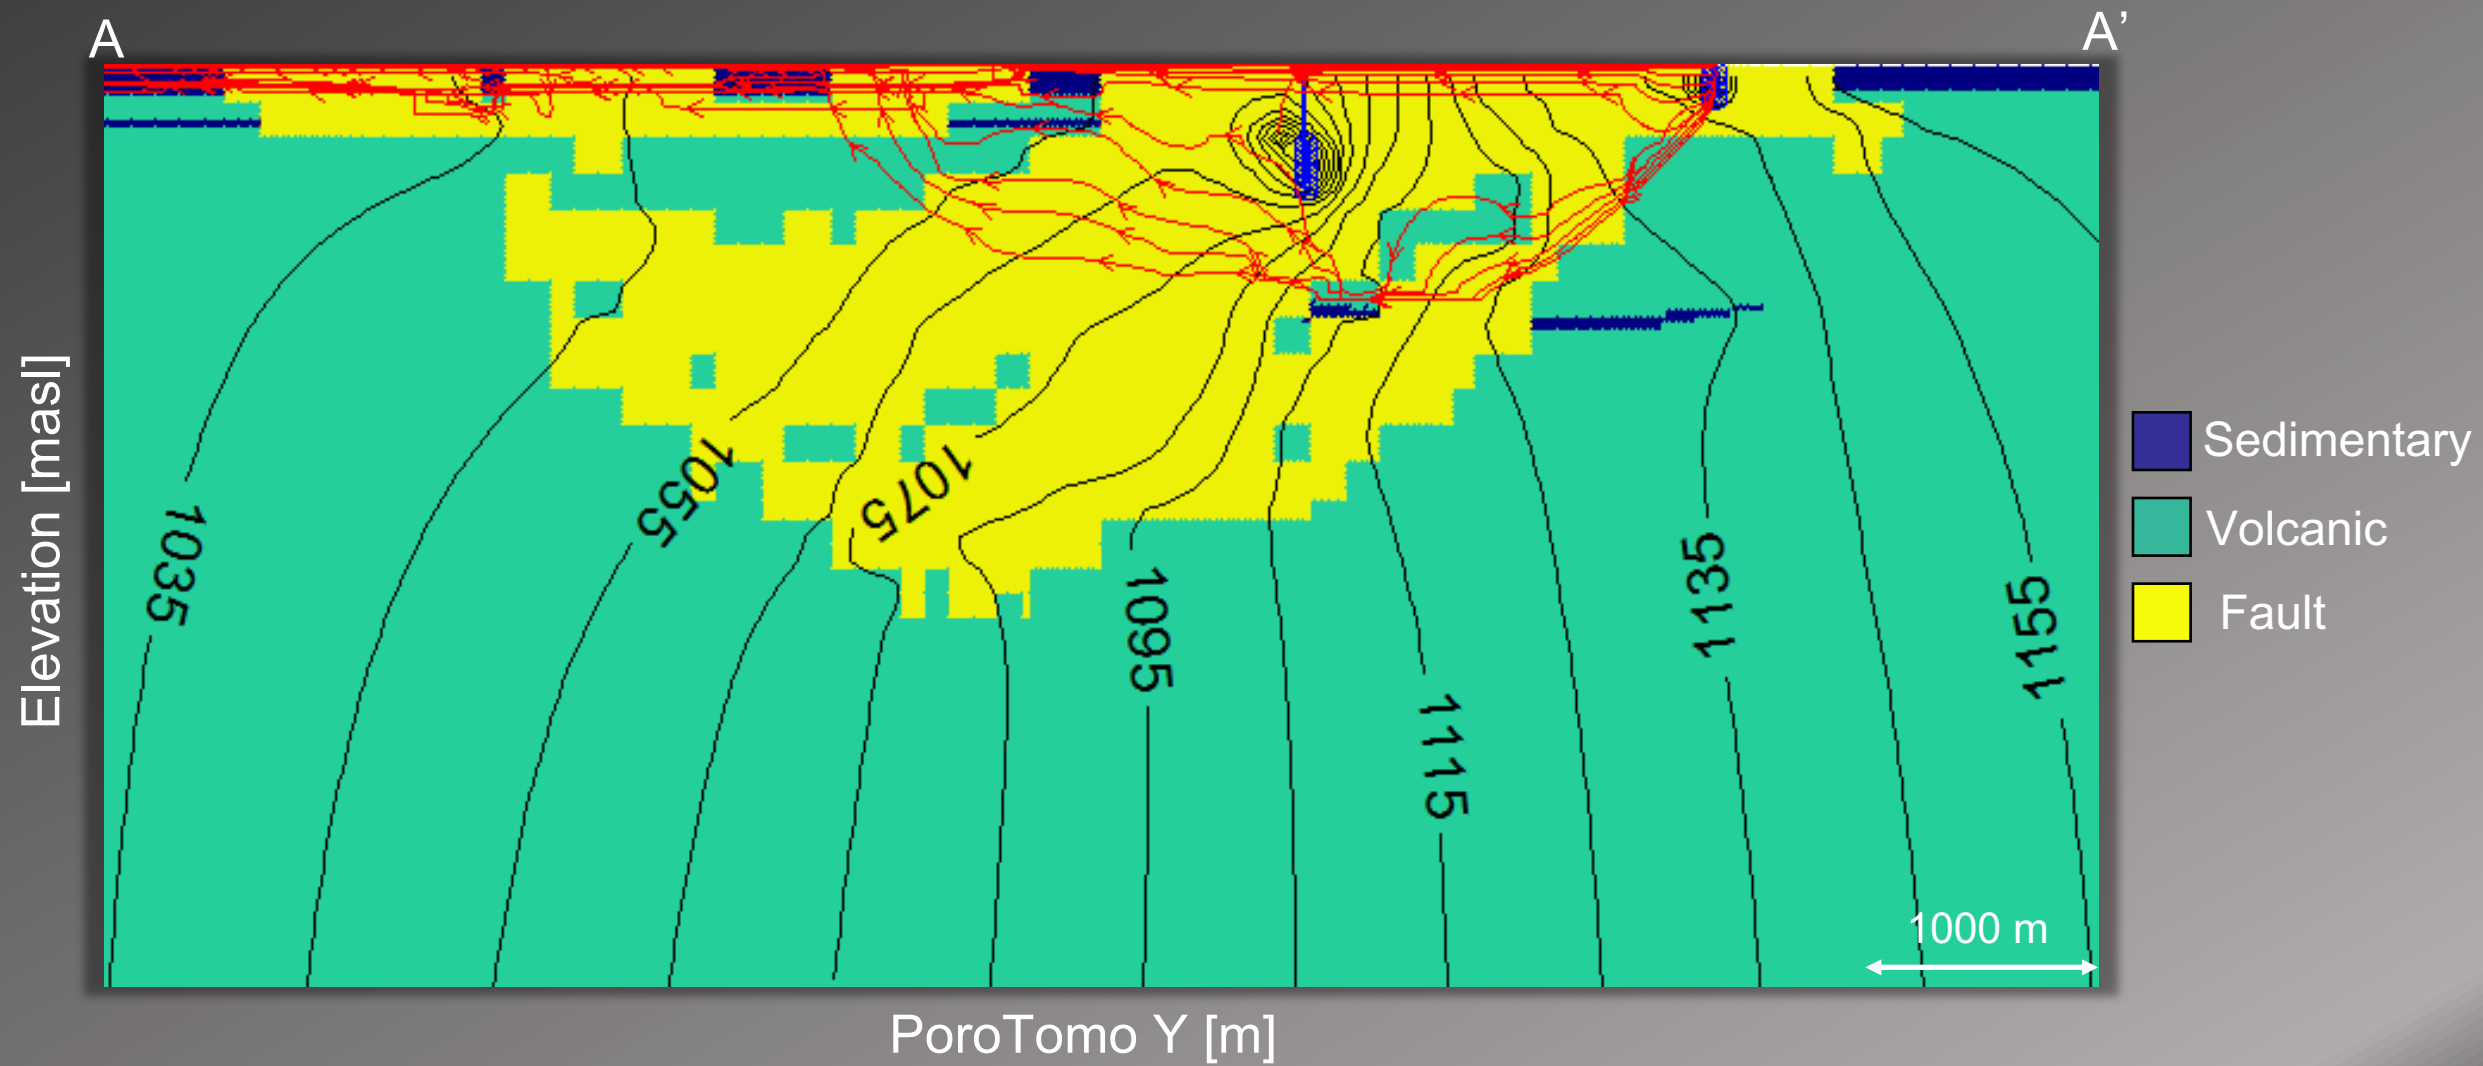 A
A’
Elevation [masl]
1035
1055
1075
1095
1115
1135
1155
Sedimentary
Volcanic
Fault
1000 m
PoroTomo Y [m]